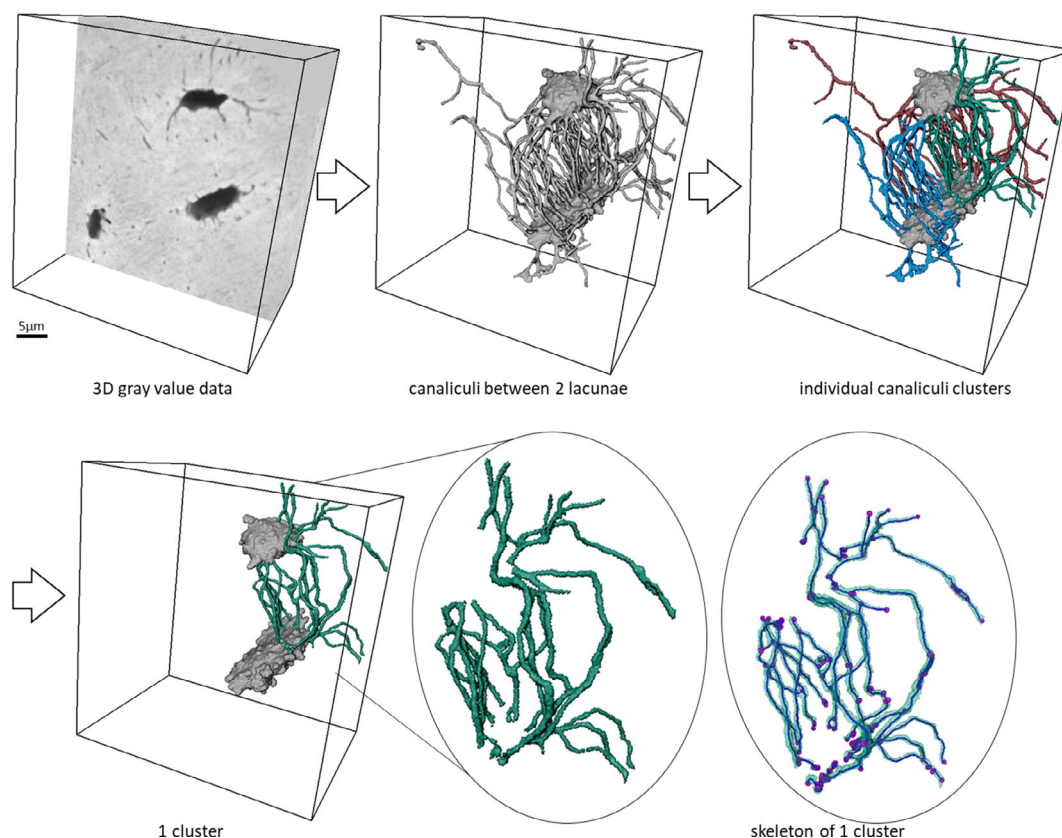 5µm
3D gray value data
canaliculi between 2 lacunae
individual canaliculi clusters
1 cluster
skeleton of 1 cluster